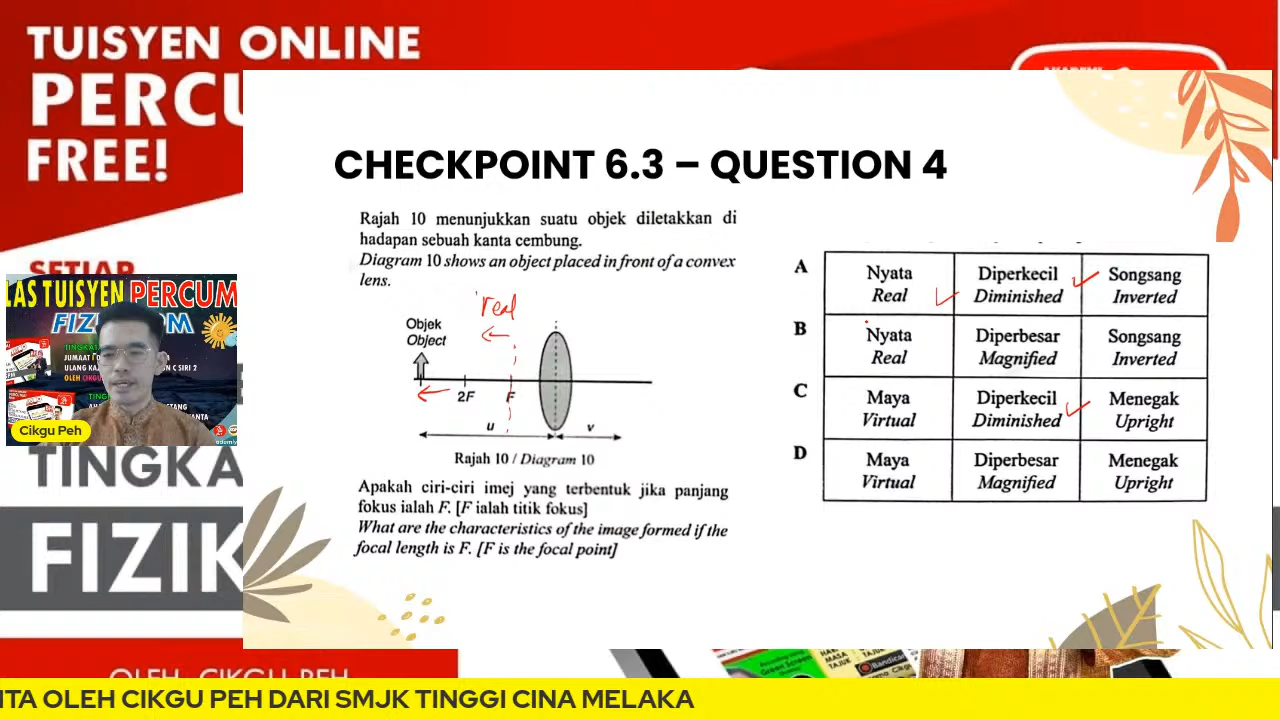 TUISYEN ONLINE
PERCU
FREE!
SETIAP
TINGKA
FIZIK
OLEH CIKGU PEH
CHECKPOINT 6.3 – QUESTION 4
Rajah 10 menunjukkan suatu objek diletakkan di
hadapan sebuah kanta cembung.
Diagram 10 shows an object placed in front of a convex
lens.
real
Objek
Object
2F
F
u
v
Rajah 10 / Diagram 10
Apakah ciri-ciri imej yang terbentuk jika panjang
fokus ialah F. [F ialah titik fokus]
What are the characteristics of the image formed if the
focal length is F. [F is the focal point]
A Nyata Diperkecil Songsang
Real Diminished Inverted
B Nyata Diperbesar Songsang
Real Magnified Inverted
C Maya Diperkecil Menegak
Virtual Diminished Upright
D Maya Diperbesar Menegak
Virtual Magnified Upright
LAS TUISYEN PERCUM
Cikgu Peh
NTA OLEH CIKGU PEH DARI SMJK TINGGI CINA MELAKA